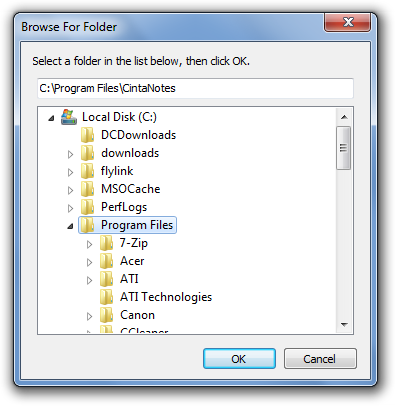 Browse For Folder
Select a folder in the list below, then click OK.
C:\Program Files\CintaNotes
Local Disk (C:)
DCDownloads
downloads
flylink
MSOCache
PerfLogs
Program Files
7-Zip
Acer
ATI
ATI Technologies
Canon
CCleaner
OK
Cancel